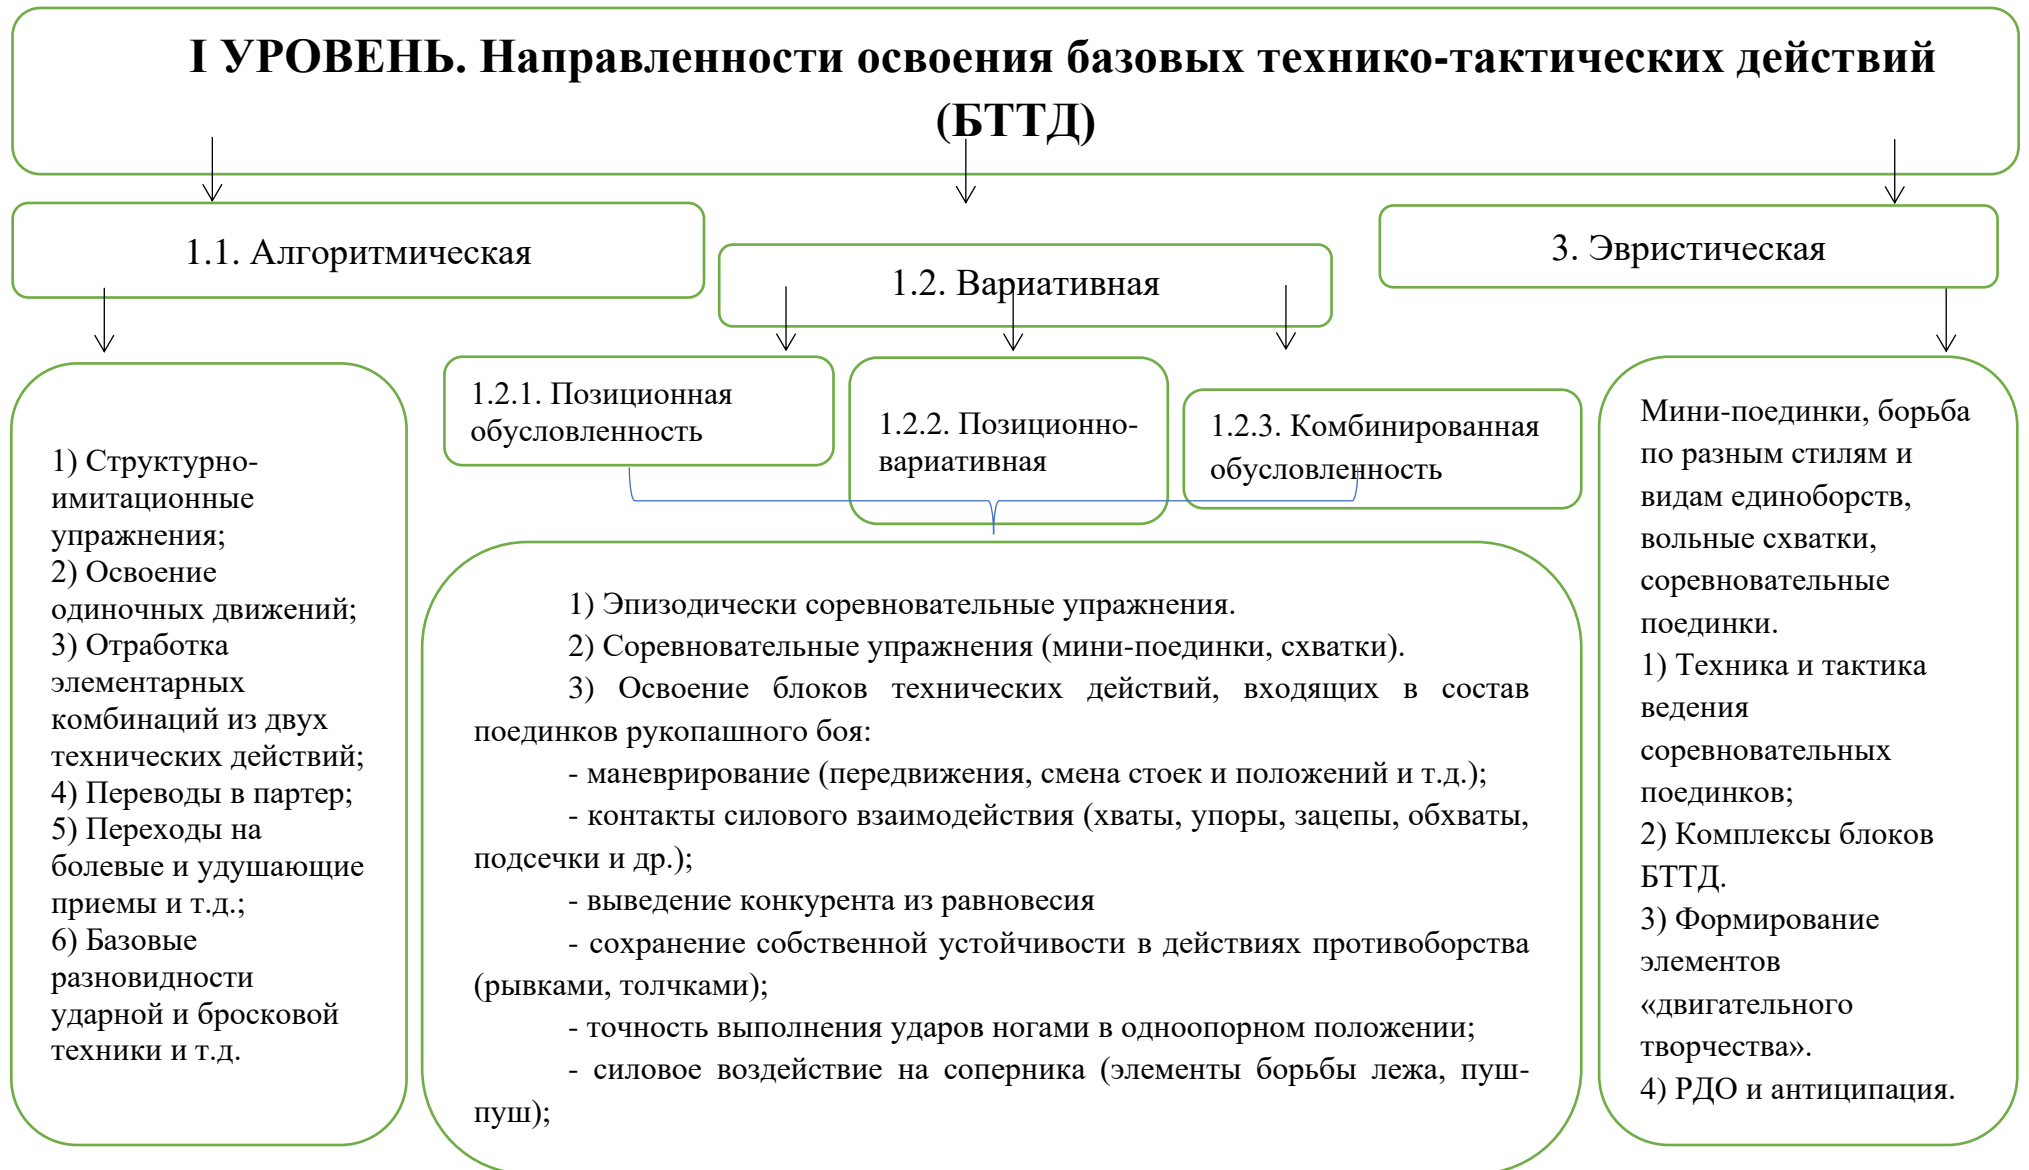 I УРОВЕНЬ. Направленности освоения базовых технико-тактических действий
(БТТД)
1.1. Алгоритмическая
1.2. Вариативная
3. Эвристическая
1) Структурно-
имитационные
упражнения;
2) Освоение
одиночных движений;
3) Отработка
элементарных
комбинаций из двух
технических действий;
4) Переводы в партер;
5) Переходы на
болевые и удушающие
приемы и т.д.;
6) Базовые
разновидности
ударной и бросковой
техники и т.д.
1.2.1. Позиционная
обусловленность
1.2.2. Позиционно-
вариативная
1.2.3. Комбинированная
обусловленность
1) Эпизодически соревновательные упражнения.
2) Соревновательные упражнения (мини-поединки, схватки).
3) Освоение блоков технических действий, входящих в состав
поединков рукопашного боя:
- маневрирование (передвижения, смена стоек и положений и т.д.);
- контакты силового взаимодействия (хваты, упоры, зацепы, обхваты,
подсечки и др.);
- выведение конкурента из равновесия
- сохранение собственной устойчивости в действиях противоборства
(рывками, толчками);
- точность выполнения ударов ногами в одноопорном положении;
- силовое воздействие на соперника (элементы борьбы лежа, пуш-
пуш);
Мини-поединки, борьба
по разным стилям и
видам единоборств,
вольные схватки,
соревновательные
поединки.
1) Техника и тактика
ведения
соревновательных
поединков;
2) Комплексы блоков
БТТД.
3) Формирование
элементов
«двигательного
творчества».
4) РДО и антиципация.